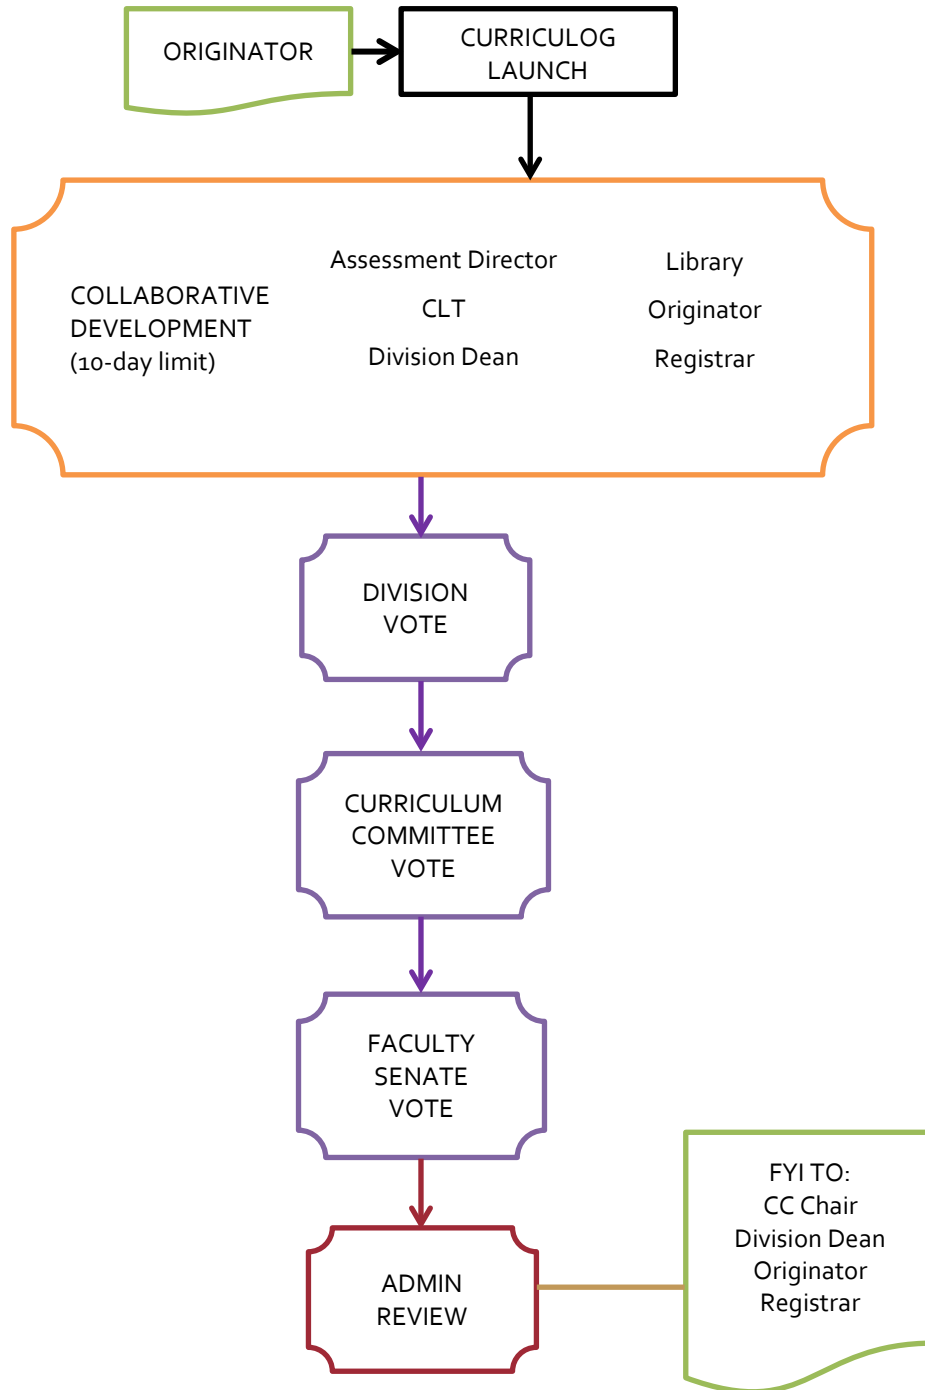 ORIGINATOR
CURRICULOG
LAUNCH
COLLABORATIVE
DEVELOPMENT
(10-day limit)
Assessment Director
CLT
Division Dean
Library
Originator
Registrar
DIVISION
VOTE
CURRICULUM
COMMITTEE
VOTE
FACULTY
SENATE
VOTE
ADMIN
REVIEW
FYI TO:
CC Chair
Division Dean
Originator
Registrar